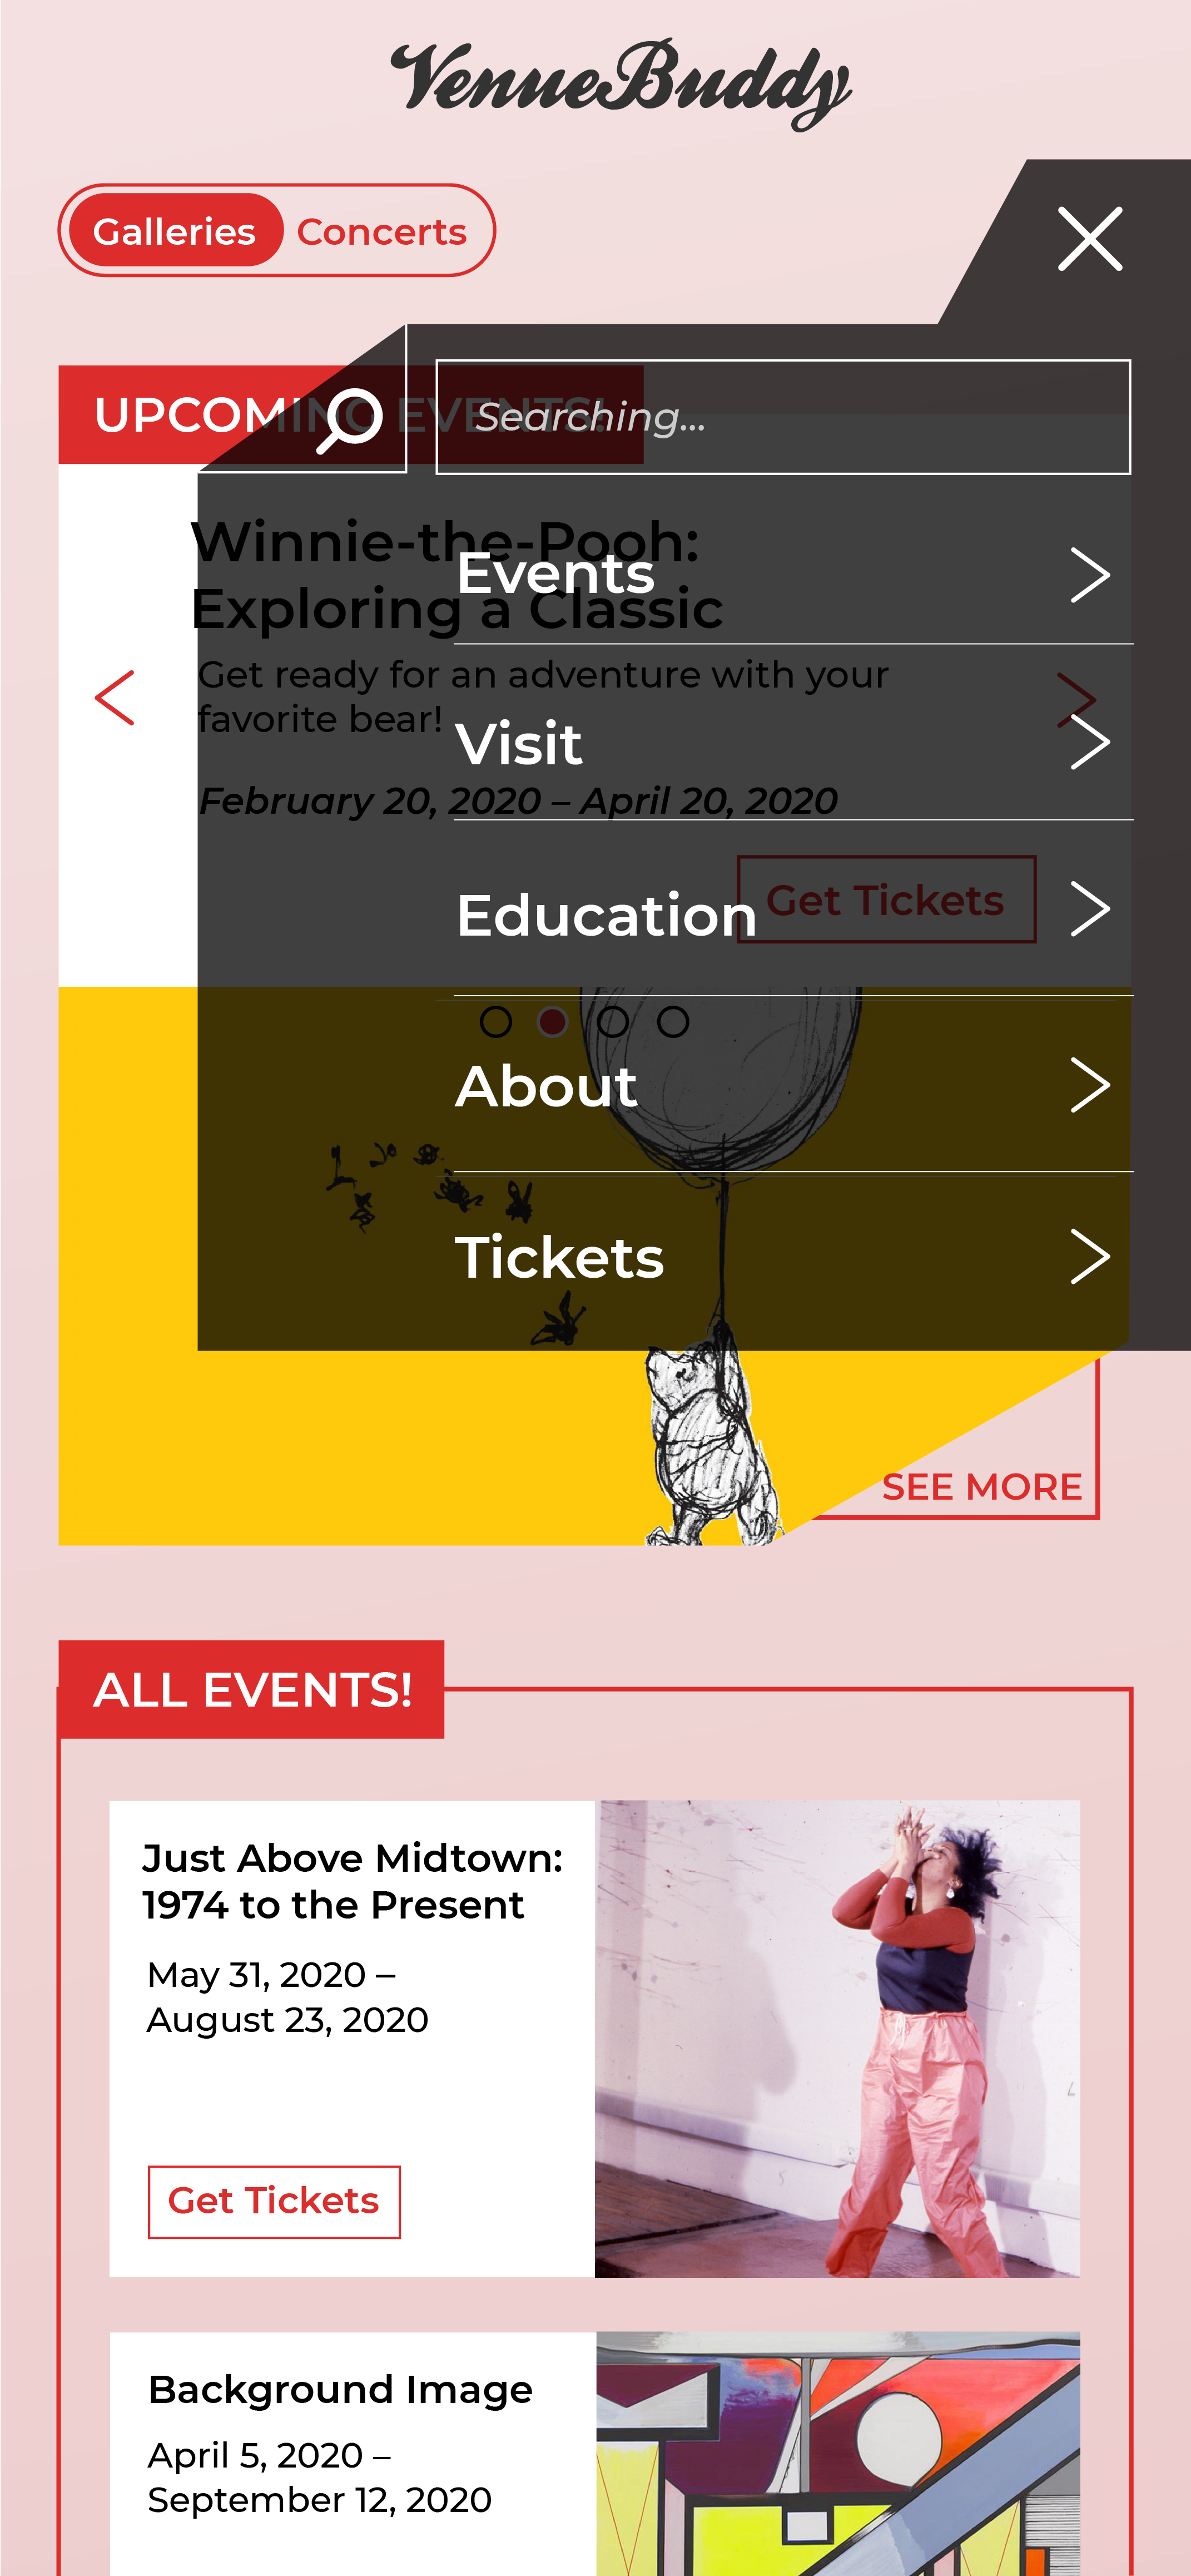 VenueBuddy
Galleries Concerts
UPCOMING EVENTS!
Searching...
Winnie-the-Pooh:
Exploring a Classic
Get ready for an adventure with your
favorite bear!
February 20, 2020 – April 20, 2020
Get Tickets
Events
Visit
Education
About
Tickets
SEE MORE
ALL EVENTS!
Just Above Midtown:
1974 to the Present
May 31, 2020 –
August 23, 2020
Get Tickets
Background Image
April 5, 2020 –
September 12, 2020